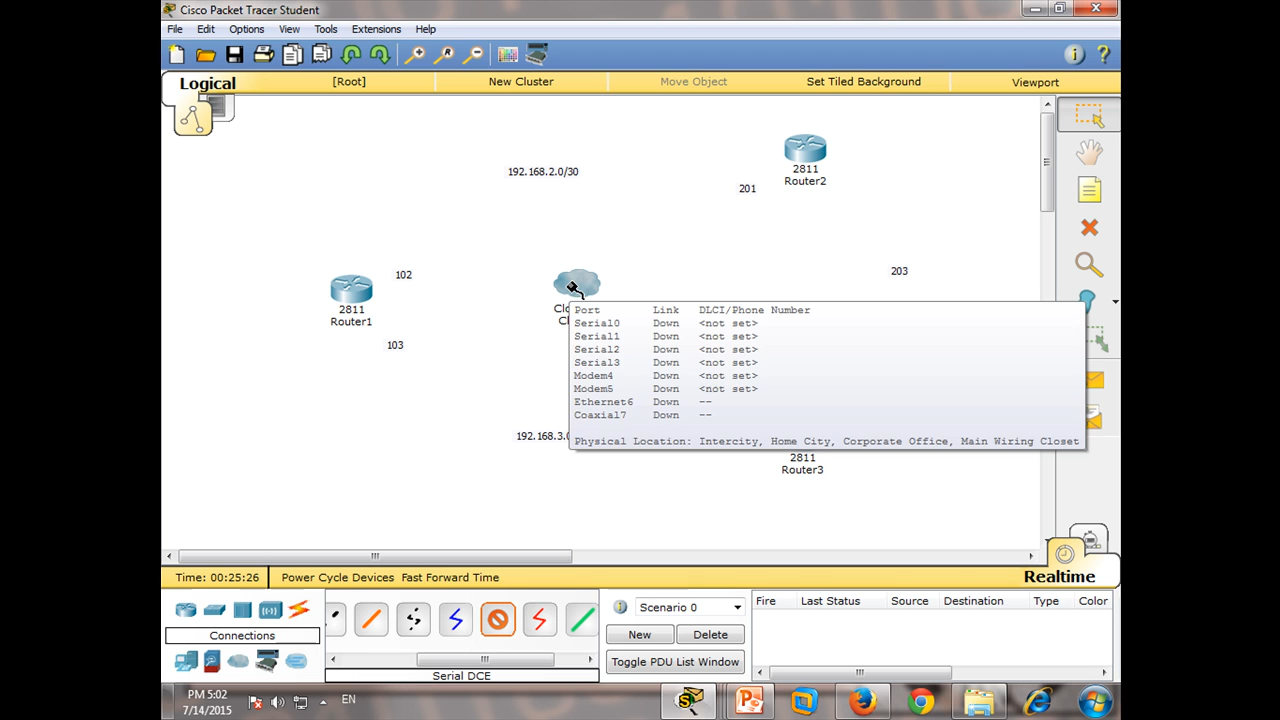 Cisco Packet Tracer Student
File Edit Options View Tools Extensions Help
Logical [Root] New Cluster Move Object Set Tiled Background Viewport
2811
Router2
192.168.2.0/30
201
203
102
2811
Router1
103
Clo
Cl
Port Link DLCI/Phone Number
Serial0 Down <not set>
Serial1 Down <not set>
Serial2 Down <not set>
Serial3 Down <not set>
Modem4 Down <not set>
Modem5 Down <not set>
Ethernet6 Down --
Coaxial7 Down --
Physical Location: Intercity, Home City, Corporate Office, Main Wiring Closet
192.168.3.0
2811
Router3
Time: 00:25:26 Power Cycle Devices Fast Forward Time Realtime
Connections
Serial DCE
Scenario 0
New Delete
Toggle PDU List Window
Fire Last Status Source Destination Type Color
PM 5:02
7/14/2015
EN